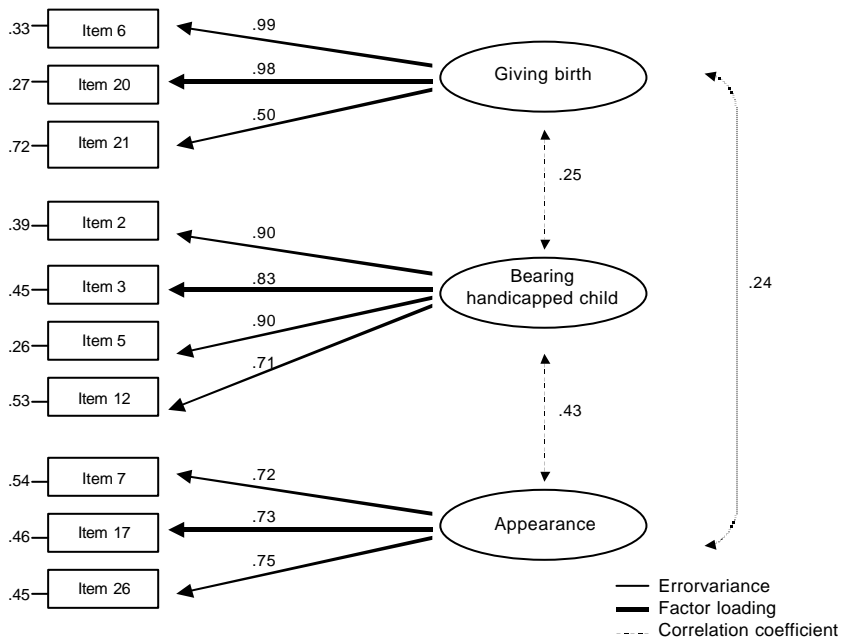 .33 Item 6 .99 Giving birth
.27 Item 20 .98
.72 Item 21 .50
.25
.39 Item 2 .90
.45 Item 3 .83 Bearing
handicapped child
.24
.26 Item 5 .90
.53 Item 12 .71
.43
.54 Item 7 .72
.46 Item 17 .73 Appearance
.45 Item 26 .75
Errorvariance
Factor loading
Correlation coefficient